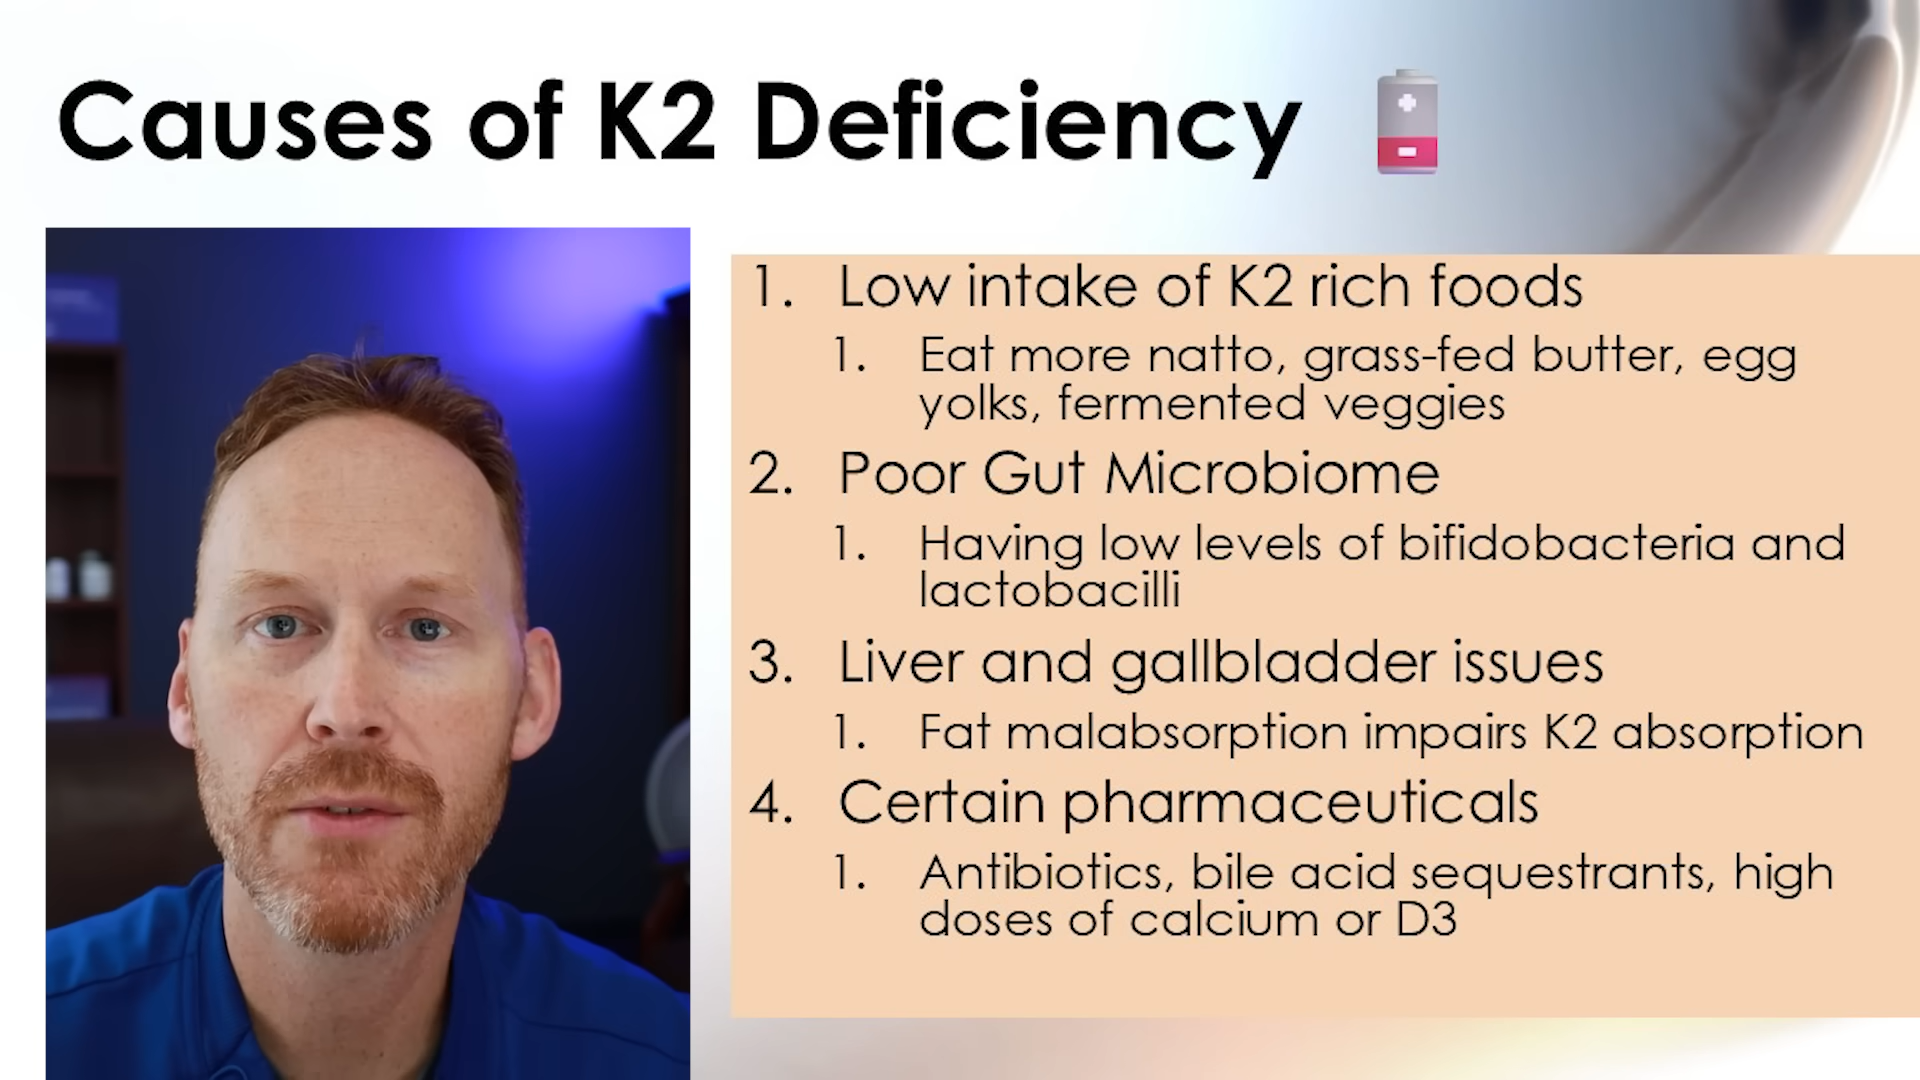 Causes of K2 Deficiency
1. Low intake of K2 rich foods
1. Eat more natto, grass-fed butter, egg
yolks, fermented veggies
2. Poor Gut Microbiome
1. Having low levels of bifidobacteria and
lactobacilli
3. Liver and gallbladder issues
1. Fat malabsorption impairs K2 absorption
4. Certain pharmaceuticals
1. Antibiotics, bile acid sequestrants, high
doses of calcium or D3